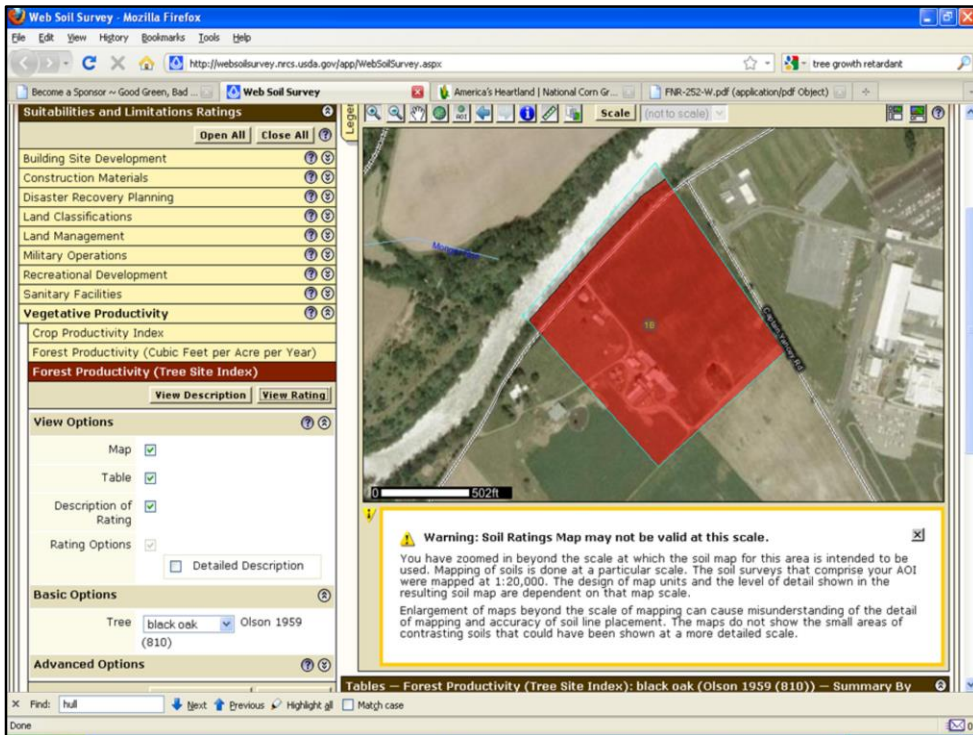 Web Soil Survey - Mozilla Firefox
File Edit View History Bookmarks Tools Help
http://websoilsurvey.nrcs.usda.gov/app/WebSoilSurvey.aspx
tree growth retardant
Become a Sponsor ~ Good Green, Bad ...
Web Soil Survey
America's Heartland | National Corn Gr...
FNR-252-W.pdf (application/pdf Object)
Suitabilities and Limitations Ratings
Open All Close All
Building Site Development
Construction Materials
Disaster Recovery Planning
Land Classifications
Land Management
Military Operations
Recreational Development
Sanitary Facilities
Vegetative Productivity
Crop Productivity Index
Forest Productivity (Cubic Feet per Acre per Year)
Forest Productivity (Tree Site Index)
View Description View Rating
View Options
Map
Table
Description of
Rating
Rating Options
Detailed Description
Basic Options
Tree black oak Olson 1959
(810)
Advanced Options
Legen
AOI
Scale (not to scale)
Captain Yancey Rd
0 502ft
Warning: Soil Ratings Map may not be valid at this scale.
You have zoomed in beyond the scale at which the soil map for this area is intended to be
used. Mapping of soils is done at a particular scale. The soil surveys that comprise your AOI
were mapped at 1:20,000. The design of map units and the level of detail shown in the
resulting soil map are dependent on that map scale.
Enlargement of maps beyond the scale of mapping can cause misunderstanding of the detail
of mapping and accuracy of soil line placement. The maps do not show the small areas of
contrasting soils that could have been shown at a more detailed scale.
Tables — Forest Productivity (Tree Site Index): black oak (Olson 1959 (810)) — Summary By
Find: hull Next Previous Highlight all Match case
Done 0